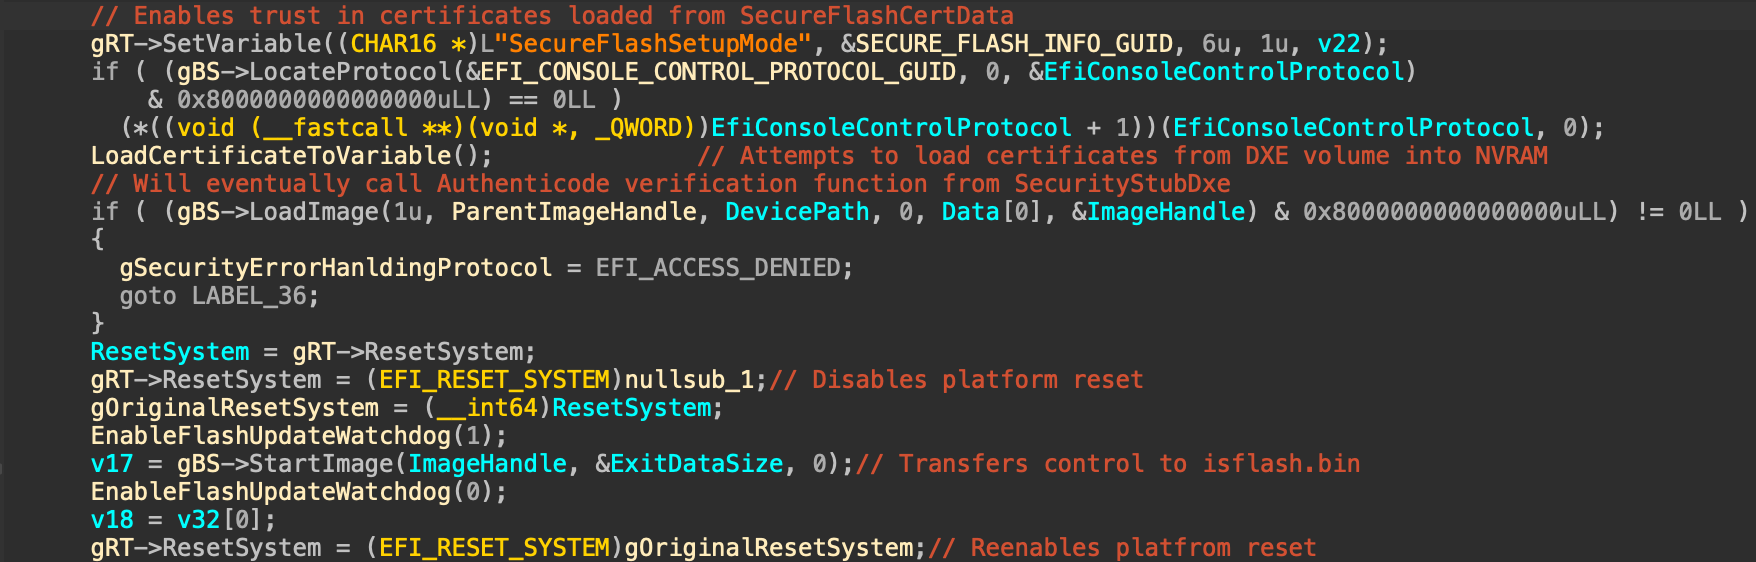 // Enables trust in certificates loaded from SecureFlashCertData
gRT->SetVariable((CHAR16 *)L"SecureFlashSetupMode", &SECURE_FLASH_INFO_GUID, 6u, 1u, v22);
if ( (gBS->LocateProtocol(&EFI_CONSOLE_CONTROL_PROTOCOL_GUID, 0, &EfiConsoleControlProtocol)
& 0x8000000000000000uLL) == 0LL )
(*((void (__fastcall **)(void *, _QWORD))EfiConsoleControlProtocol + 1))(EfiConsoleControlProtocol, 0);
LoadCertificateToVariable(); // Attempts to load certificates from DXE volume into NVRAM
// Will eventually call Authenticode verification function from SecurityStubDxe
if ( (gBS->LoadImage(1u, ParentImageHandle, DevicePath, 0, Data[0], &ImageHandle) & 0x8000000000000000uLL) != 0LL )
{
gSecurityErrorHanldingProtocol = EFI_ACCESS_DENIED;
goto LABEL_36;
}
ResetSystem = gRT->ResetSystem;
gRT->ResetSystem = (EFI_RESET_SYSTEM)nullsub_1;// Disables platform reset
gOriginalResetSystem = (__int64)ResetSystem;
EnableFlashUpdateWatchdog(1);
v17 = gBS->StartImage(ImageHandle, &ExitDataSize, 0);// Transfers control to isflash.bin
EnableFlashUpdateWatchdog(0);
v18 = v32[0];
gRT->ResetSystem = (EFI_RESET_SYSTEM)gOriginalResetSystem;// Reenables platfrom reset